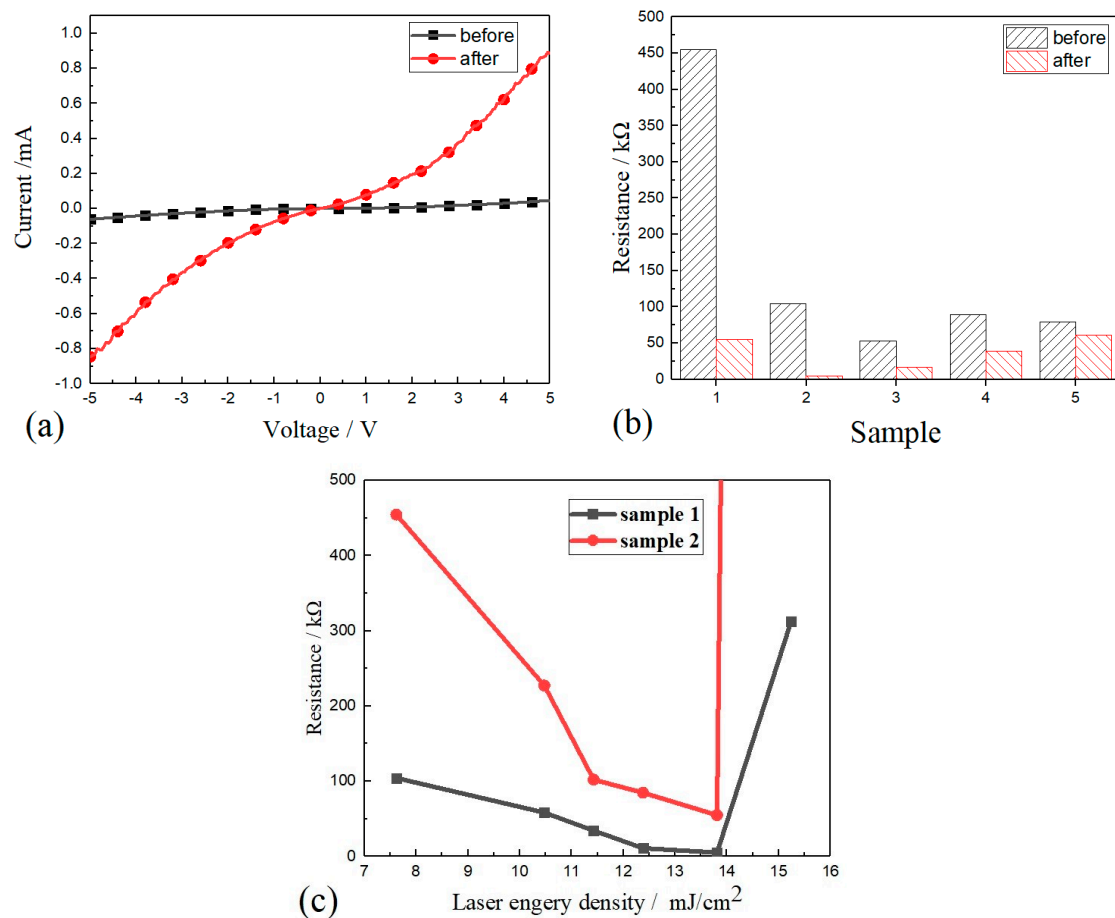 1.0
0.8
0.6
0.4
0.2
0.0
-0.2
-0.4
-0.6
-0.8
-1.0
Current /mA
before
after
-5 -4 -3 -2 -1 0 1 2 3 4 5
Voltage / V
(a)
500
450
400
350
300
250
200
150
100
50
0
Resistance / kΩ
before
after
1 2 3 4 5
Sample
(b)
500
400
300
200
100
0
Resistance / kΩ
sample 1
sample 2
7 8 9 10 11 12 13 14 15 16
Laser engery density / mJ/cm²
(c)